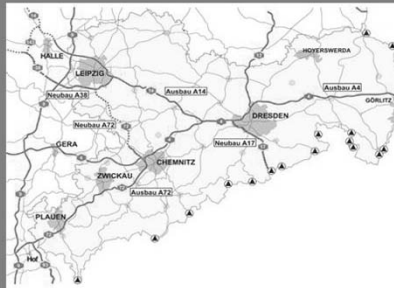 HALLE
HOYERSWERDA
LEIPZIG
Ausbau A14
Ausbau A4
Neubau A38
GÖRLITZ
DRESDEN
Neubau A72
Neubau A17
GERA
CHEMNITZ
ZWICKAU
Ausbau A72
PLAUEN
Hof